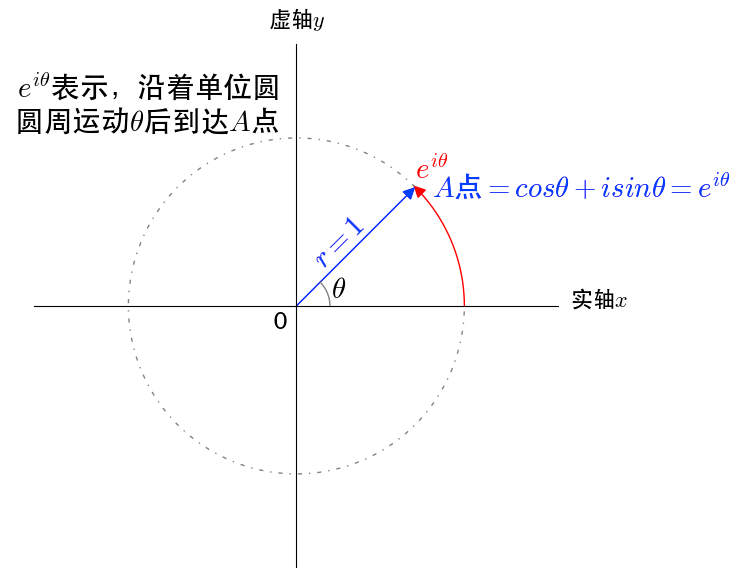 虚轴y
e^{iθ}表示，沿着单位圆
圆周运动θ后到达A点
e^{iθ}
A点 = cosθ + isinθ = e^{iθ}
r = 1
θ
0
实轴x